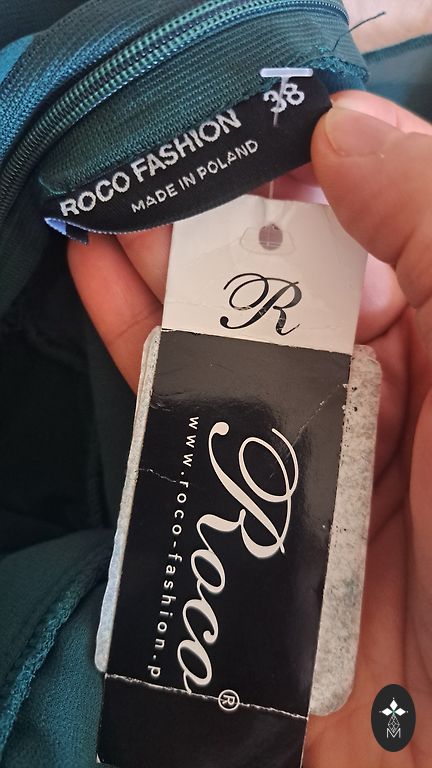 38
ROCO FASHION
MADE IN POLAND
R
Roco®
www.roco-fashion.p
M